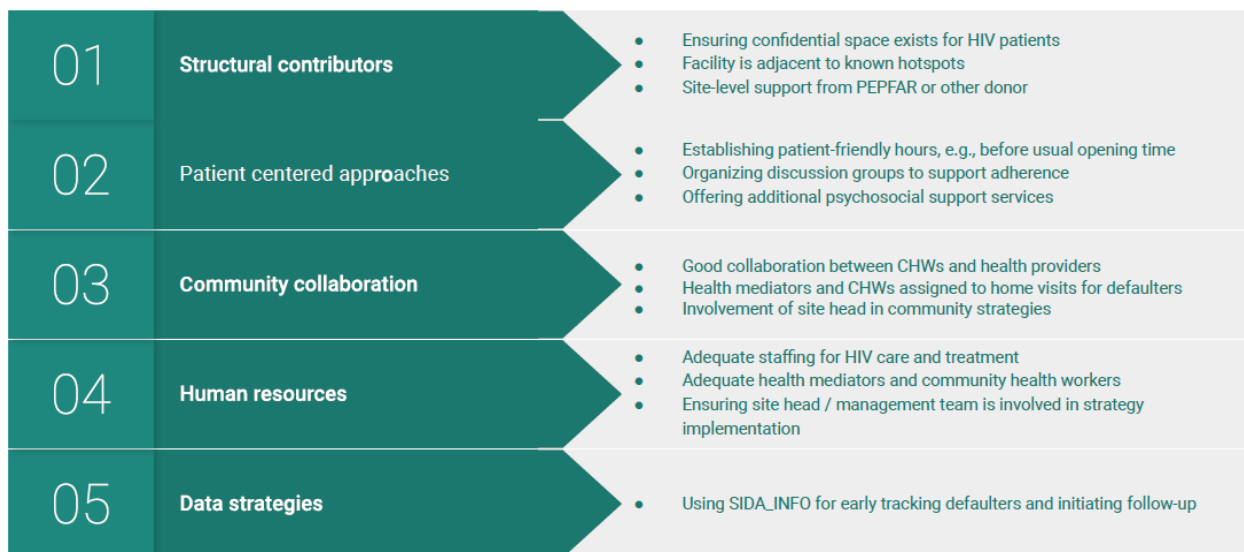 01
Structural contributors
● Ensuring confidential space exists for HIV patients
● Facility is adjacent to known hotspots
● Site-level support from PEPFAR or other donor
02
Patient centered approaches
● Establishing patient-friendly hours, e.g., before usual opening time
● Organizing discussion groups to support adherence
● Offering additional psychosocial support services
03
Community collaboration
● Good collaboration between CHWs and health providers
● Health mediators and CHWs assigned to home visits for defaulters
● Involvement of site head in community strategies
04
Human resources
● Adequate staffing for HIV care and treatment
● Adequate health mediators and community health workers
● Ensuring site head / management team is involved in strategy
implementation
05
Data strategies
● Using SIDA_INFO for early tracking defaulters and initiating follow-up